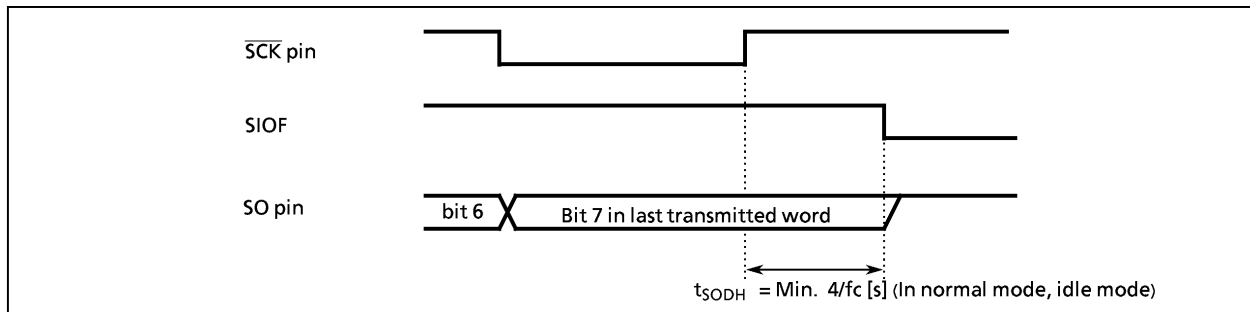 SCK pin
SIOF
SO pin
bit 6
Bit 7 in last transmitted word
tSODH = Min. 4/fc [s] (In normal mode, idle mode)